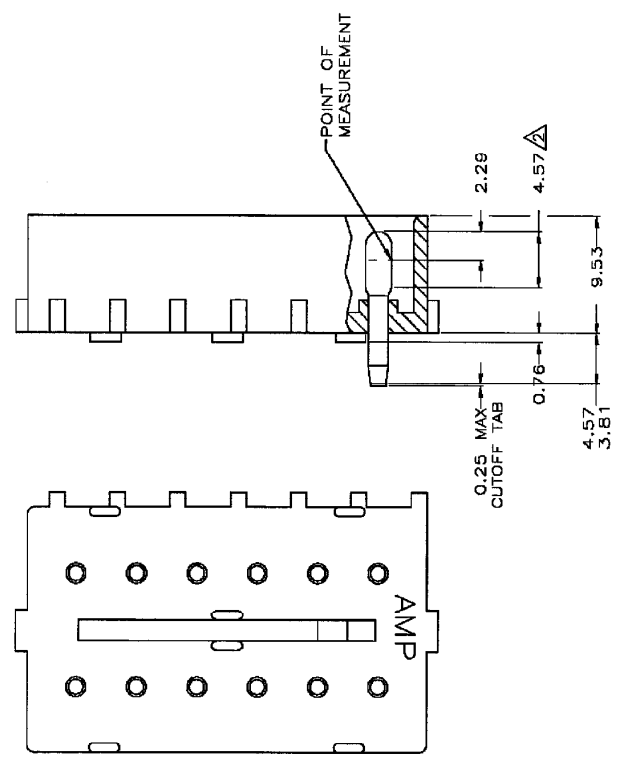 POINT OF
MEASUREMENT
2.29
4.57 2
9.53
0.76
4.57
3.81
0.25 MAX
CUTOFF TAB
AMP